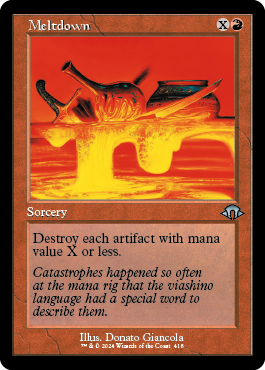 Meltdown X
Sorcery
Destroy each artifact with mana
value X or less.
Catastrophes happened so often
at the mana rig that the viashino
language had a special word to
describe them.
Illus. Donato Giancola
™ & © 2024 Wizards of the Coast 418